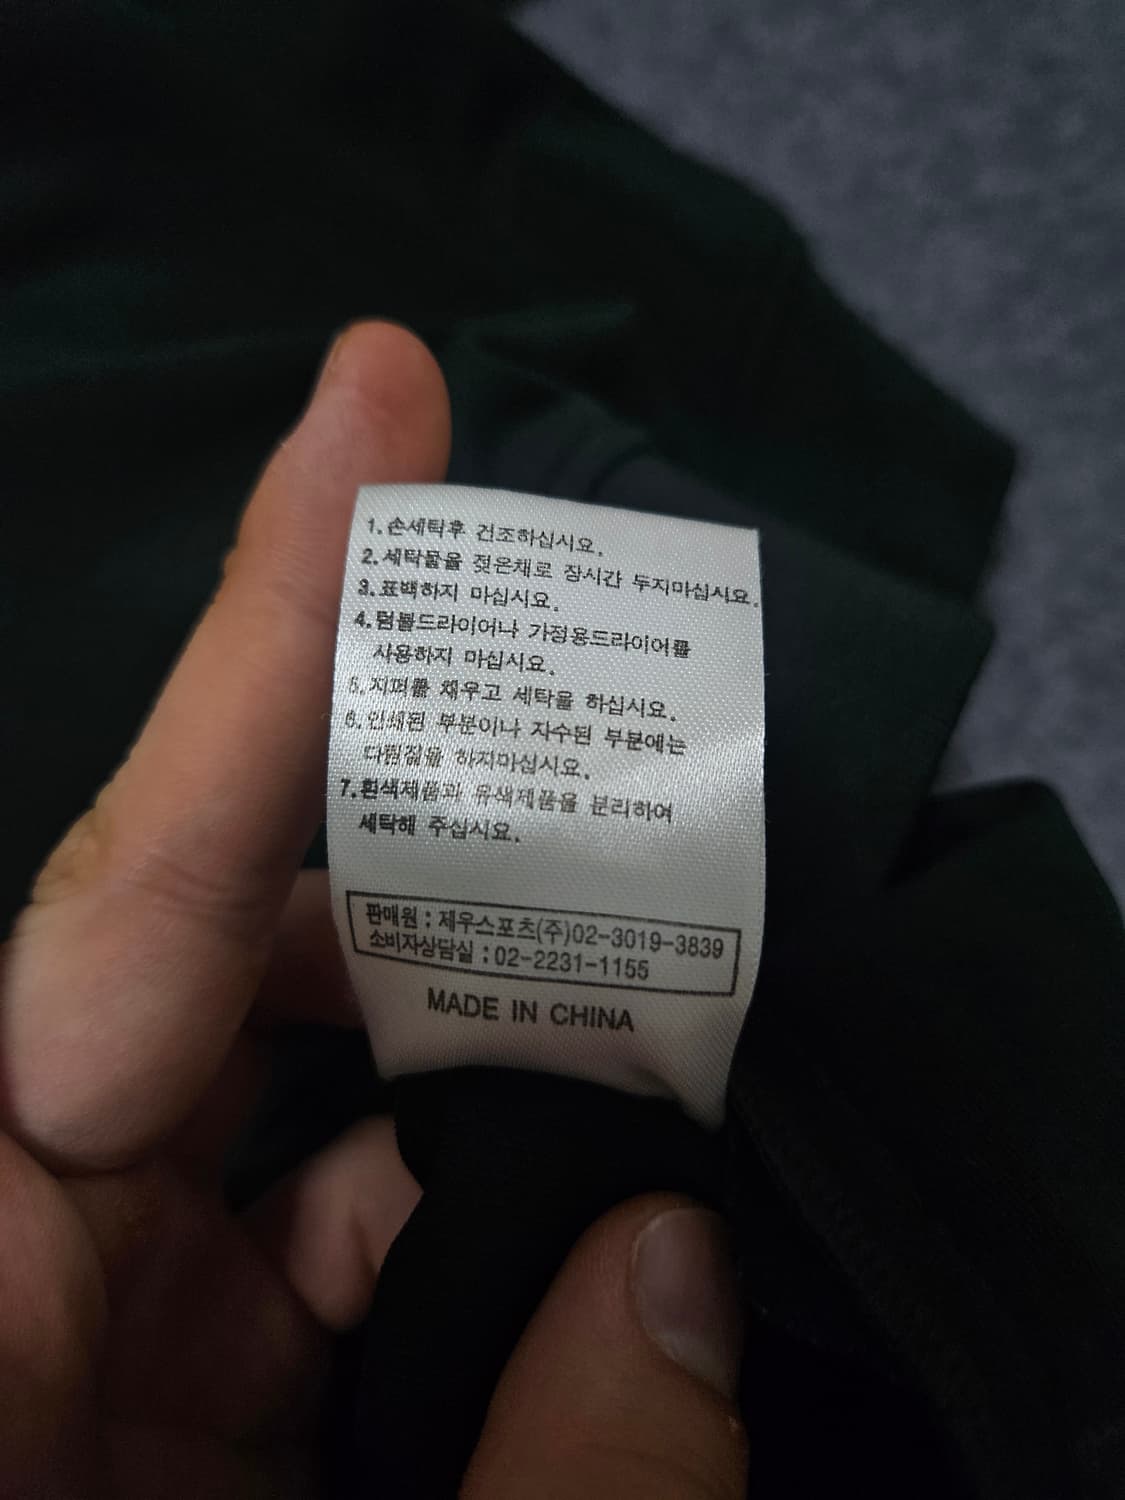 1. 손세탁후 건조하십시요.
2. 세탁물을 젖은채로 장시간 두지마십시요.
3. 표백하지 마십시요.
4. 텀블드라이어나 가정용드라이어를
사용하지 마십시요.
5. 지퍼를 채우고 세탁을 하십시요.
6. 인쇄된 부분이나 자수된 부분에는
다림질을 하지마십시요.
7. 흰색제품과 유색제품을 분리하여
세탁해 주십시요.
판매원 : 제우스포츠(주)02-3019-3839
소비자상담실 : 02-2231-1155
MADE IN CHINA